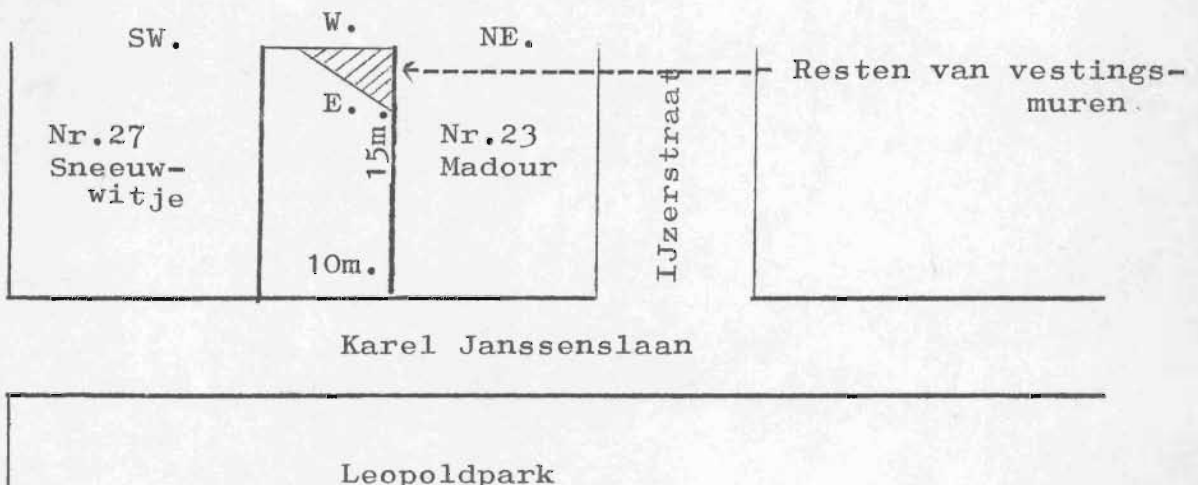 W.
SW.
NE.
Resten van vestings-
muren
E.
15m.
Nr.27
Sneeuw-
witje
Nr.23
Madour
IJzerstraat
10m.
Karel Janssenslaan
Leopoldpark